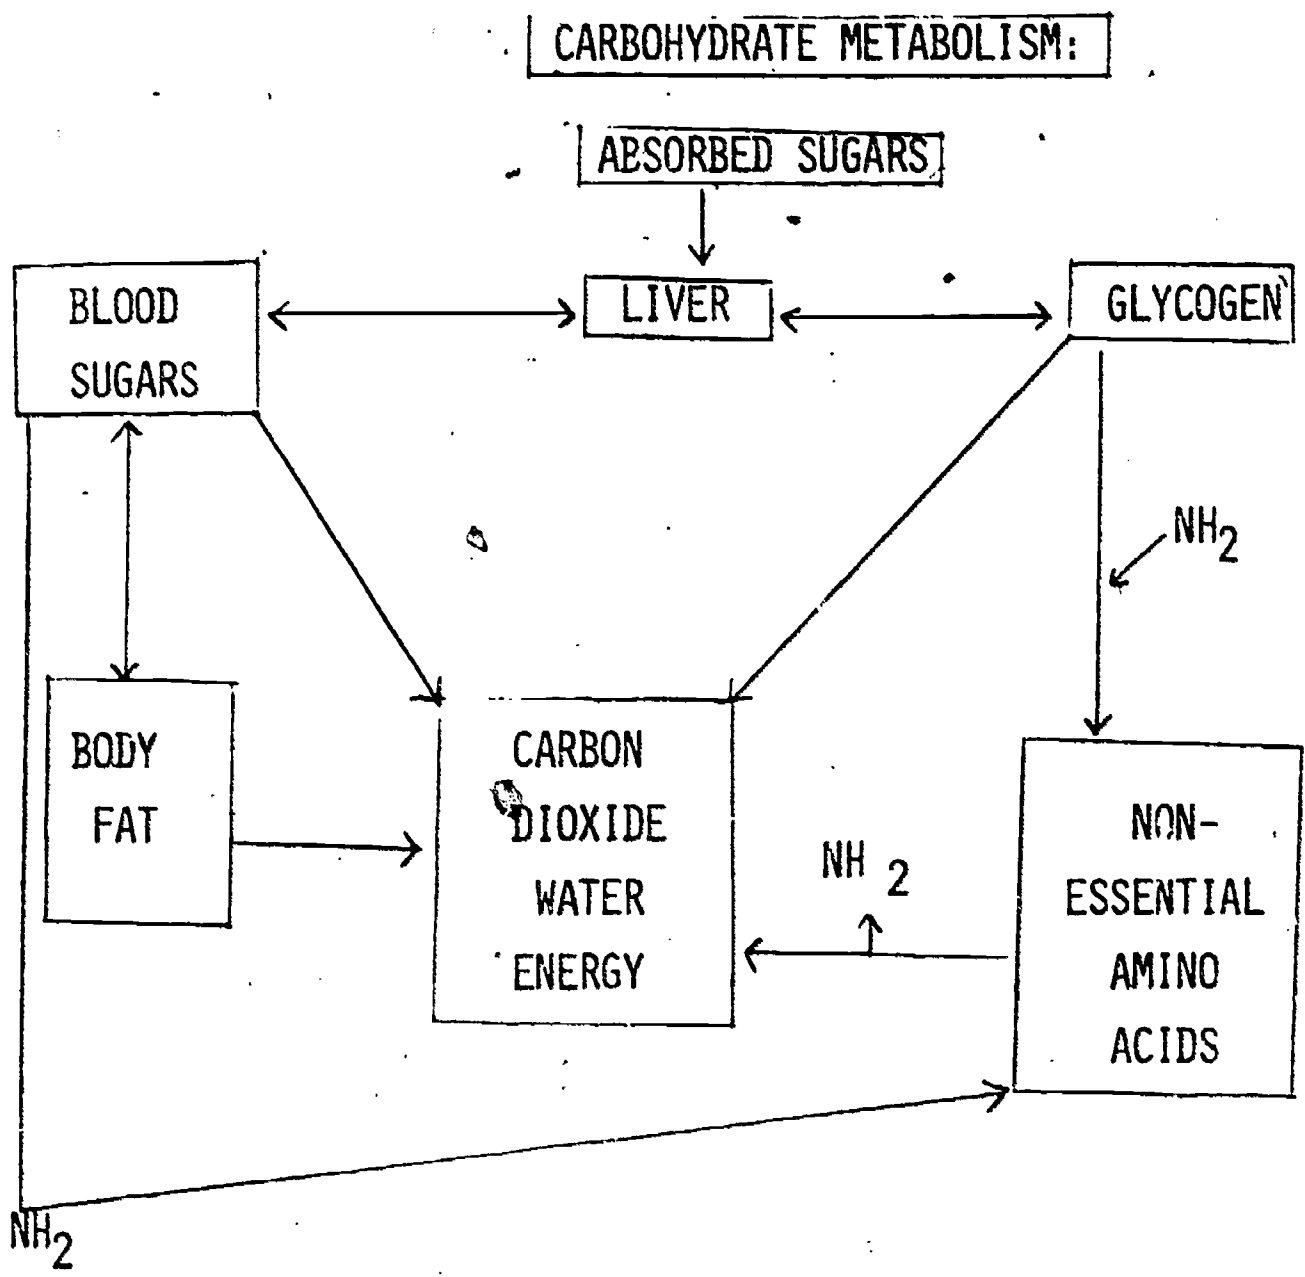 CARBOHYDRATE METABOLISM:
ABSORBED SUGARS
BLOOD
SUGARS
LIVER
GLYCOGEN
NH2
BODY
FAT
CARBON
DIOXIDE
WATER
ENERGY
NH 2
NON-
ESSENTIAL
AMINO
ACIDS
NH2